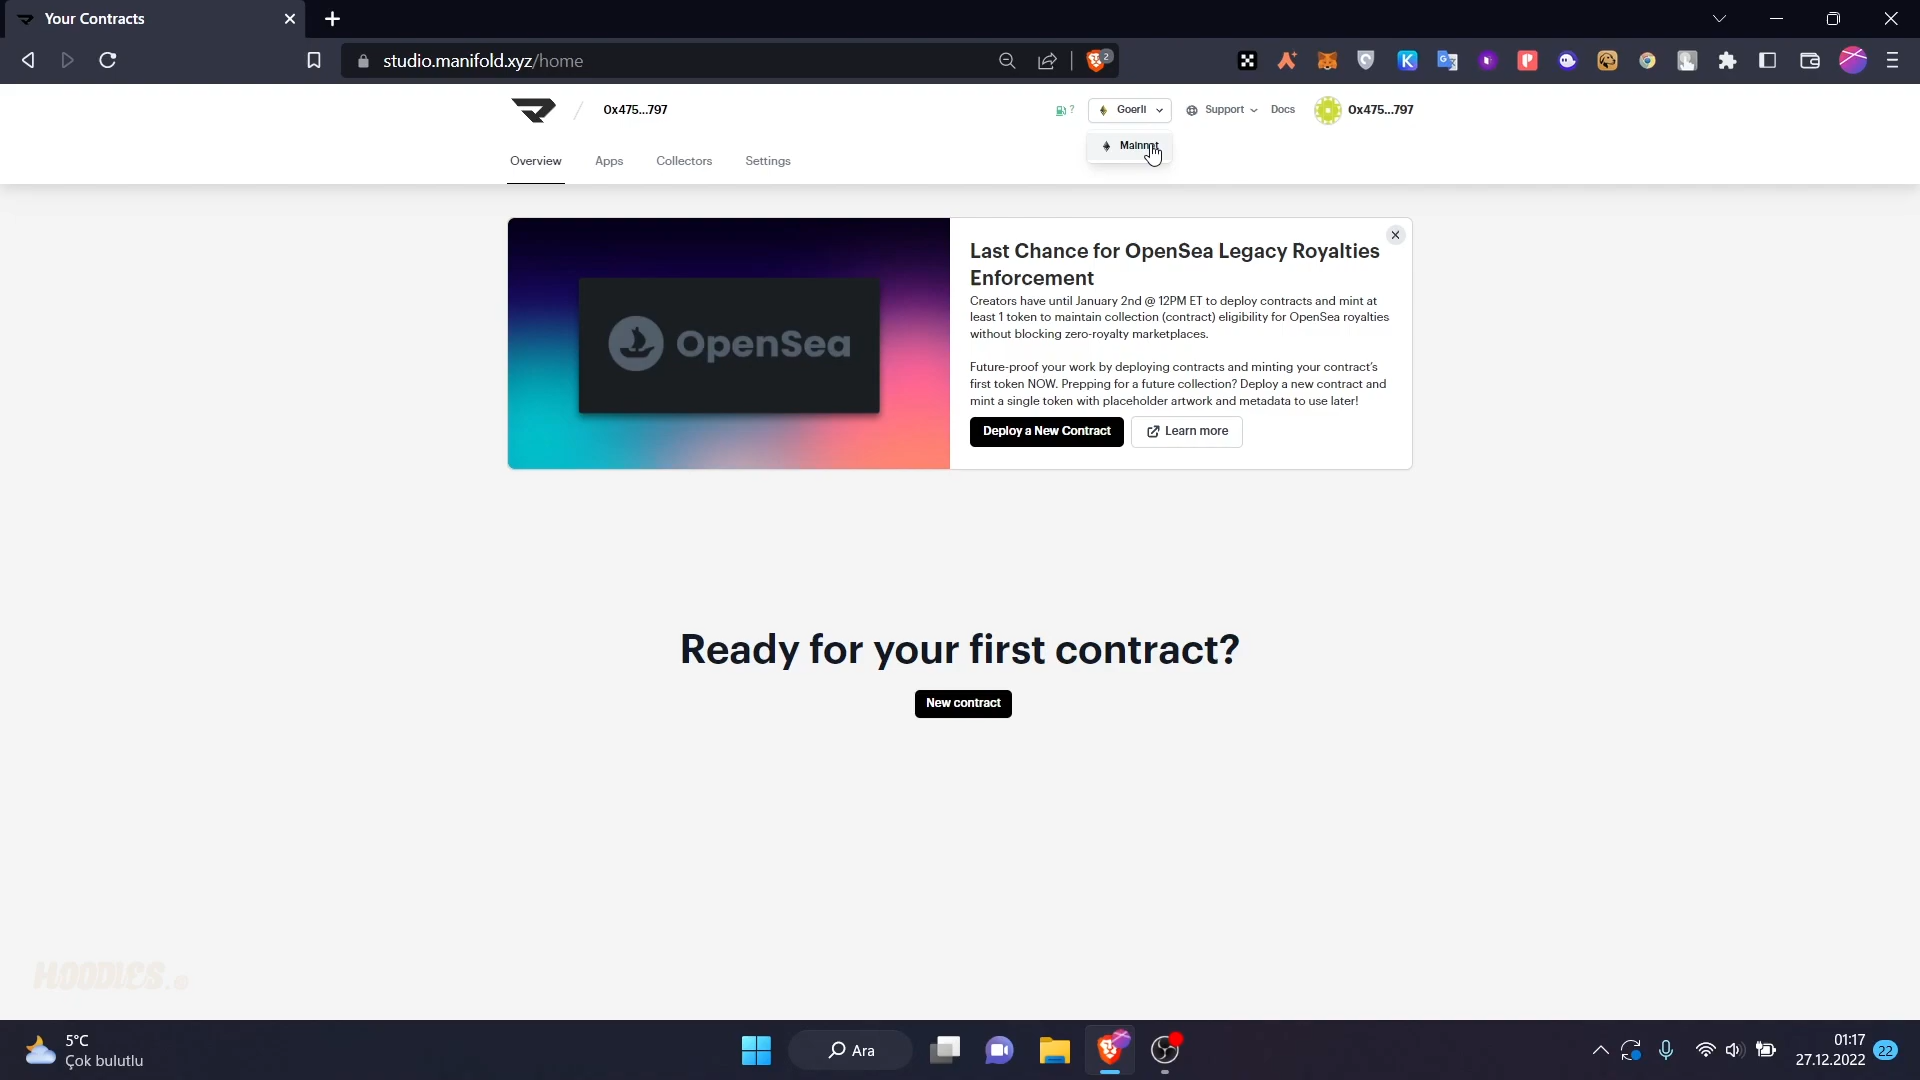 Your Contracts
studio.manifold.xyz/home
2
0x475...797
?
Goerli
Support
Docs
0x475...797
Mainnet
Overview
Apps
Collectors
Settings
OpenSea
Last Chance for OpenSea Legacy Royalties
Enforcement
Creators have until January 2nd @ 12PM ET to deploy contracts and mint at
least 1 token to maintain collection (contract) eligibility for OpenSea royalties
without blocking zero-royalty marketplaces.
Future-proof your work by deploying contracts and minting your contract's
first token NOW. Prepping for a future collection? Deploy a new contract and
mint a single token with placeholder artwork and metadata to use later!
Deploy a New Contract
Learn more
Ready for your first contract?
New contract
HOODIES.
5°C
Çok bulutlu
Ara
01:17
27.12.2022
22